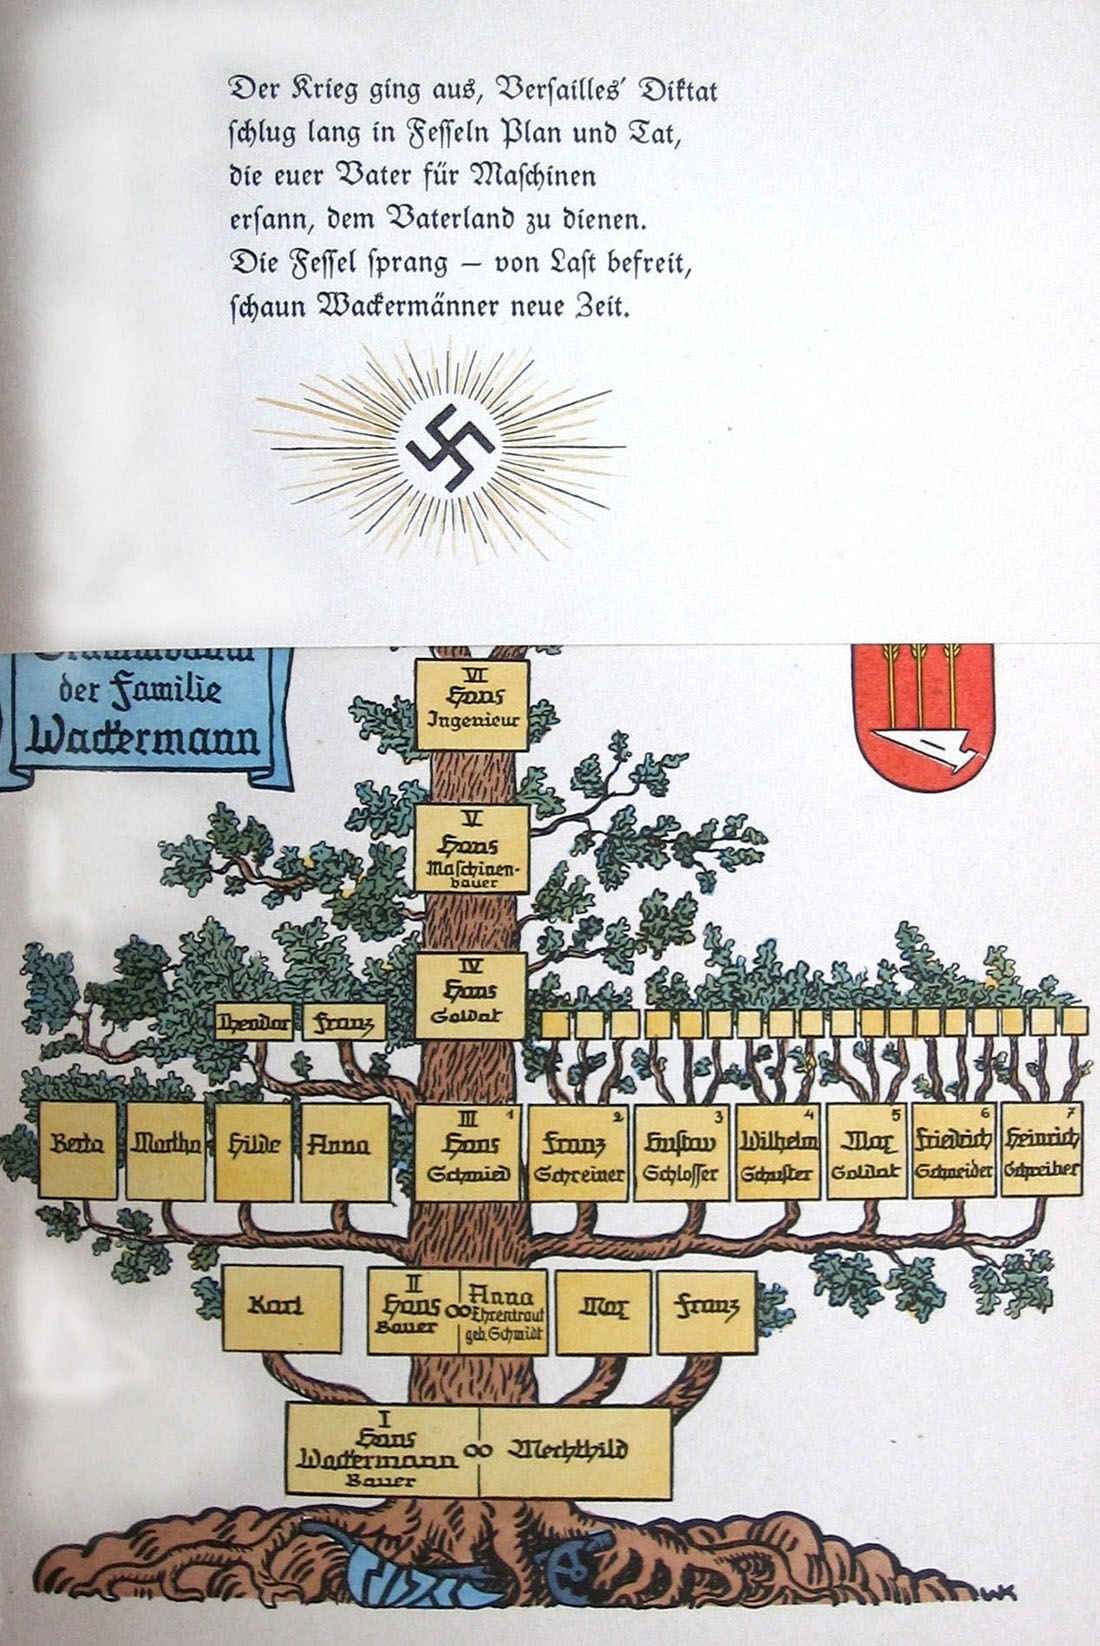 Der Krieg ging aus, Versailles' Diktat
schlug lang in Fesseln Plan und Tat,
die euer Vater für Maschinen
ersann, dem Vaterland zu dienen.
Die Fessel sprang – von Last befreit,
schaun Wackermänner neue Zeit.
Stammbaum
der Familie
Wackermann
VI
Hans
Ingenieur
V
Hans
Maschinen-
bauer
IV
Hans
Soldat
Theodor
Franz
Berta
Martha
Hilde
Anna
III 1
Hans
Schmied
2
Franz
Schreiner
3
Gustav
Schlosser
4
Wilhelm
Schuster
5
Max
Soldat
6
Friedrich
Schneider
7
Heinrich
Schreiber
Karl
II
Hans
Bauer
∞
Anna
Ehrentraut
geb. Schmidt
Max
Franz
I
Hans
Wackermann
Bauer
∞
Mechthild
WK